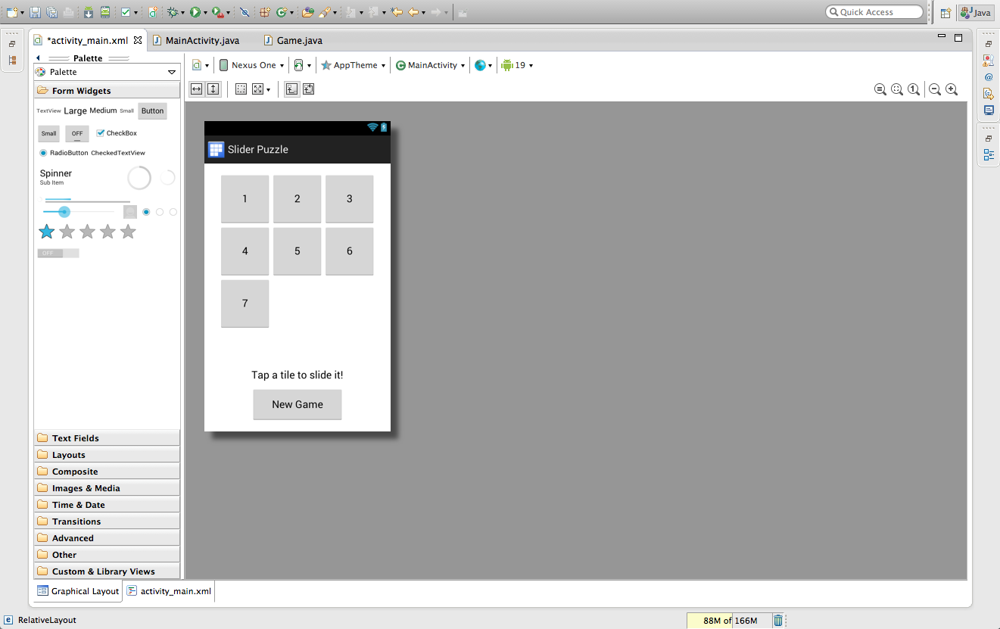 Quick Access
Java
*activity_main.xml
MainActivity.java
Game.java
Palette
Palette
Nexus One
AppTheme
MainActivity
19
Form Widgets
TextView Large Medium Small Button
Small OFF CheckBox
RadioButton CheckedTextView
Spinner
Sub Item
OFF
Text Fields
Layouts
Composite
Images & Media
Time & Date
Transitions
Advanced
Other
Custom & Library Views
Slider Puzzle
1 2 3
4 5 6
7
Tap a tile to slide it!
New Game
Graphical Layout
activity_main.xml
RelativeLayout
88M of 166M